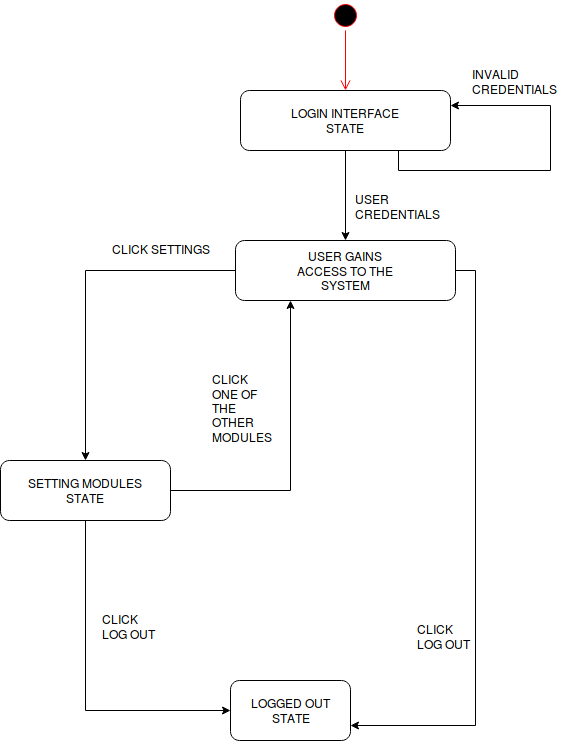 INVALID
CREDENTIALS
LOGIN INTERFACE
STATE
USER
CREDENTIALS
CLICK SETTINGS
USER GAINS
ACCESS TO THE
SYSTEM
CLICK
ONE OF
THE
OTHER
MODULES
SETTING MODULES
STATE
CLICK
LOG OUT
CLICK
LOG OUT
LOGGED OUT
STATE